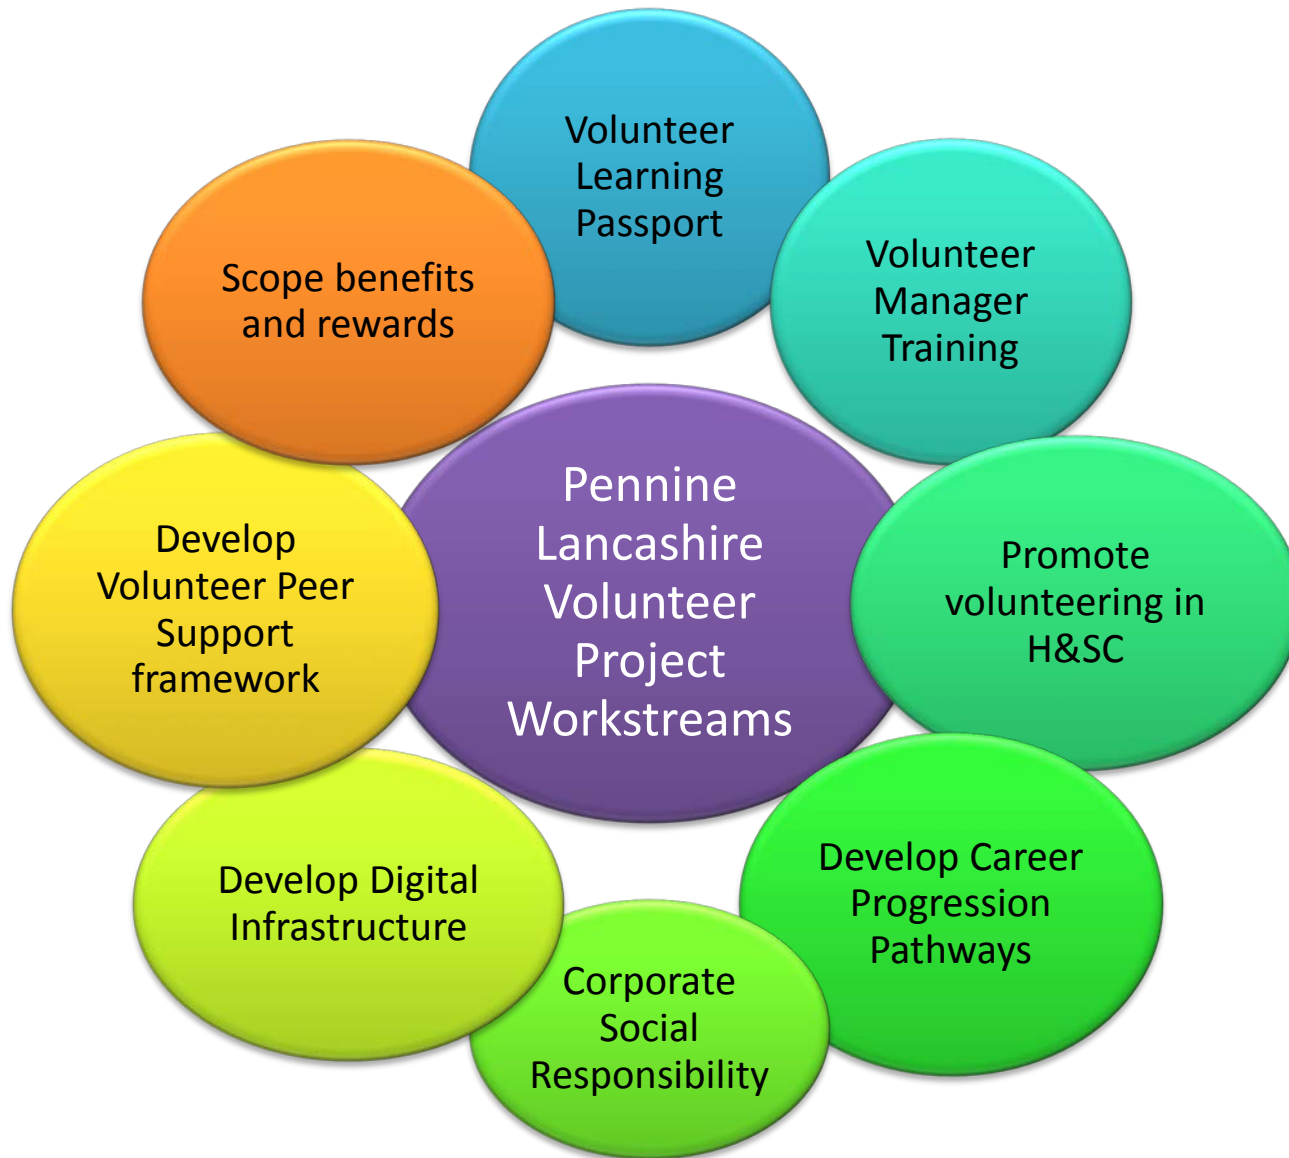 Volunteer
Learning
Passport
Volunteer
Manager
Training
Promote
volunteering in
H&SC
Develop Career
Progression
Pathways
Corporate
Social
Responsibility
Develop Digital
Infrastructure
Develop
Volunteer Peer
Support
framework
Scope benefits
and rewards
Pennine
Lancashire
Volunteer
Project
Workstreams